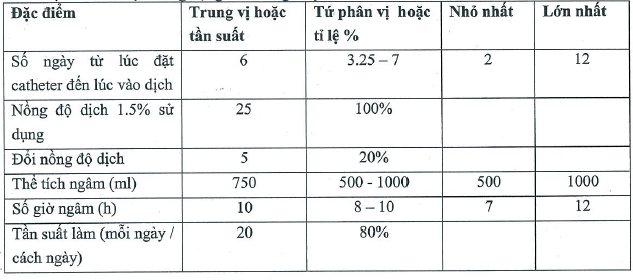 Đặc điểm Trung vị hoặc tần suất Tứ phân vị hoặc tỉ lệ % Nhỏ nhất Lớn nhất
Số ngày từ lúc đặt catheter đến lúc vào dịch 6 3.25 – 7 2 12
Nồng độ dịch 1.5% sử dụng 25 100%
Đổi nồng độ dịch 5 20%
Thể tích ngâm (ml) 750 500 - 1000 500 1000
Số giờ ngâm (h) 10 8 – 10 7 12
Tần suất làm (mỗi ngày / cách ngày) 20 80%